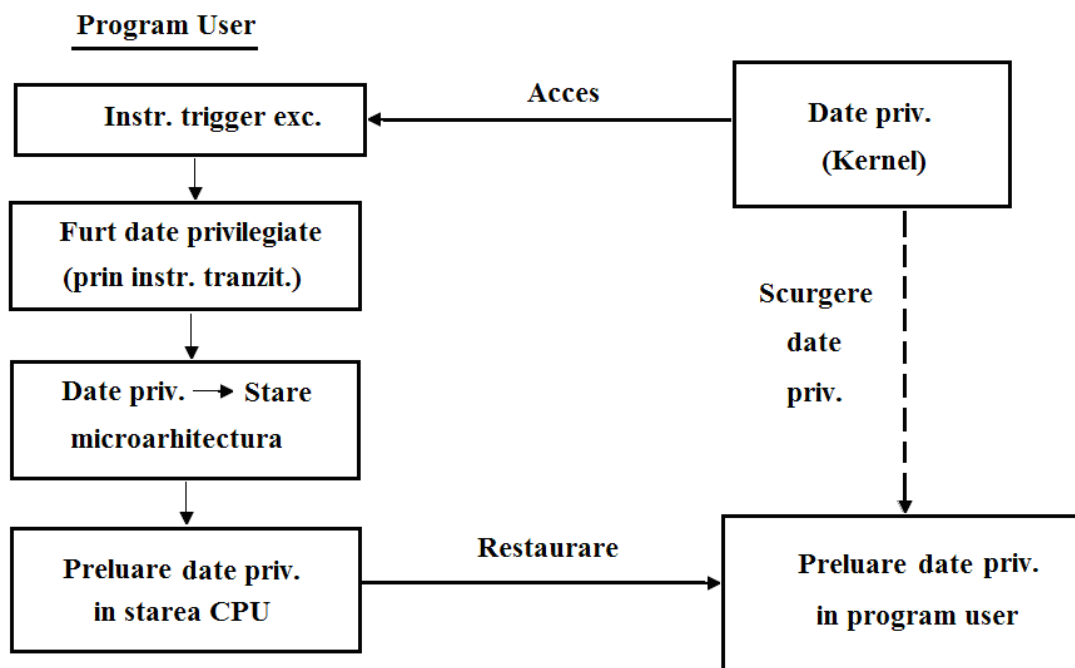 Program User
Instr. trigger exc.
Acces
Date priv.
(Kernel)
Furt date privilegiate
(prin instr. tranzit.)
Scurgere
date
priv.
Date priv. → Stare
microarhitectura
Preluare date priv.
in starea CPU
Restaurare
Preluare date priv.
in program user